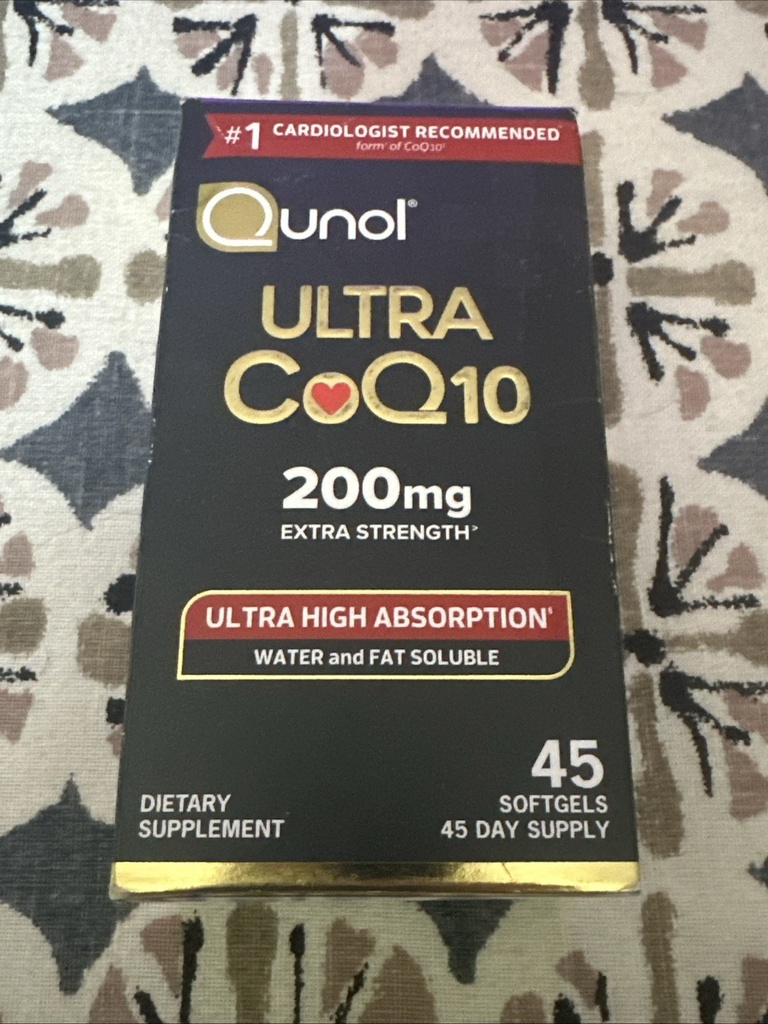 #1 CARDIOLOGIST RECOMMENDED
form† of CoQ10†
Qunol®
ULTRA
CoQ10
200mg
EXTRA STRENGTH>
ULTRA HIGH ABSORPTION§
WATER and FAT SOLUBLE
45
DIETARY
SUPPLEMENT
SOFTGELS
45 DAY SUPPLY